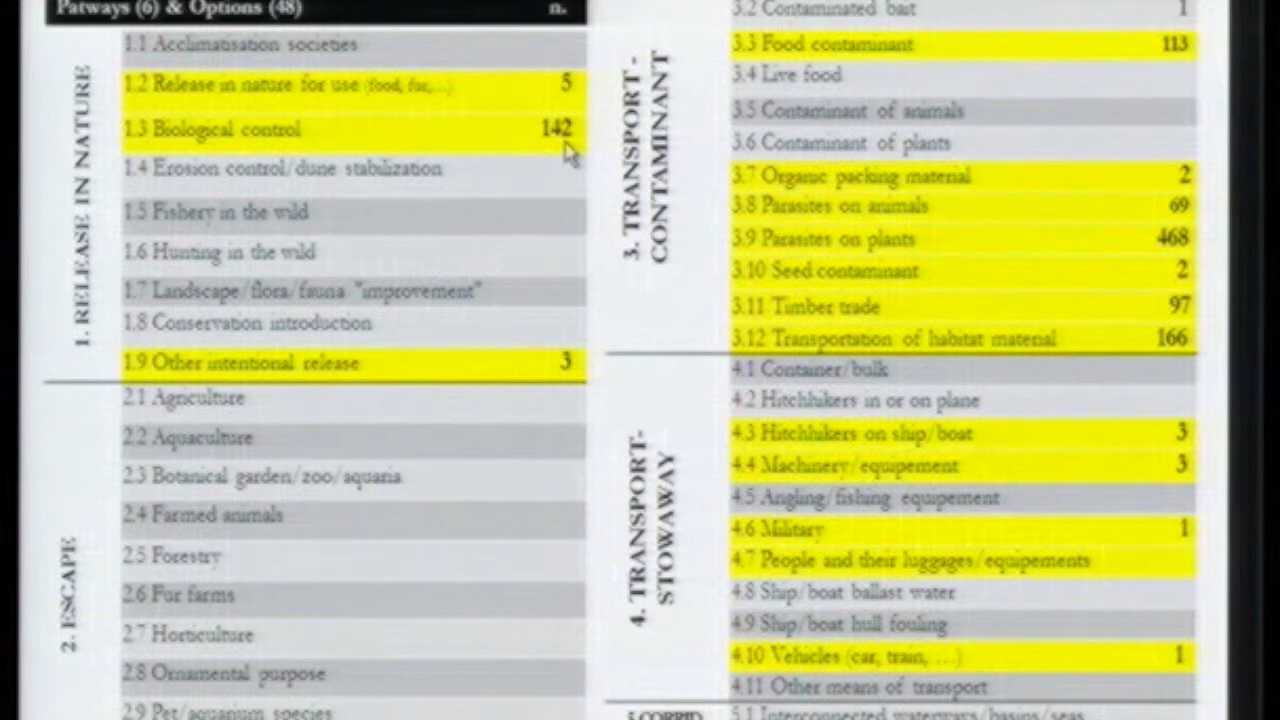 Patways (6) & Options (48) n.
1. RELEASE IN NATURE
1.1 Acclimatisation societies
1.2 Release in nature for use (food, fur,...) 5
1.3 Biological control 142
1.4 Erosion control/dune stabilization
1.5 Fishery in the wild
1.6 Hunting in the wild
1.7 Landscape/flora/fauna "improvement"
1.8 Conservation introduction
1.9 Other intentional release 3
2. ESCAPE
2.1 Agriculture
2.2 Aquaculture
2.3 Botanical garden/zoo/aquaria
2.4 Farmed animals
2.5 Forestry
2.6 Fur farms
2.7 Horticulture
2.8 Ornamental purpose
2.9 Pet/aquarium species
3. TRANSPORT -
CONTAMINANT
3.2 Contaminated bait 1
3.3 Food contaminant 113
3.4 Live food
3.5 Contaminant of animals
3.6 Contaminant of plants
3.7 Organic packing material 2
3.8 Parasites on animals 69
3.9 Parasites on plants 468
3.10 Seed contaminant 2
3.11 Timber trade 97
3.12 Transportation of habitat material 166
4. TRANSPORT-
STOWAWAY
4.1 Container/bulk
4.2 Hitchhikers in or on plane
4.3 Hitchhikers on ship/boat 3
4.4 Machinery/equipement 3
4.5 Angling/fishing equipement
4.6 Military 1
4.7 People and their luggages/equipements
4.8 Ship/boat ballast water
4.9 Ship/boat hull fouling
4.10 Vehicles (car, train, ...) 1
4.11 Other means of transport
5.CORRID
5.1 Interconnected waterways/basins/seas